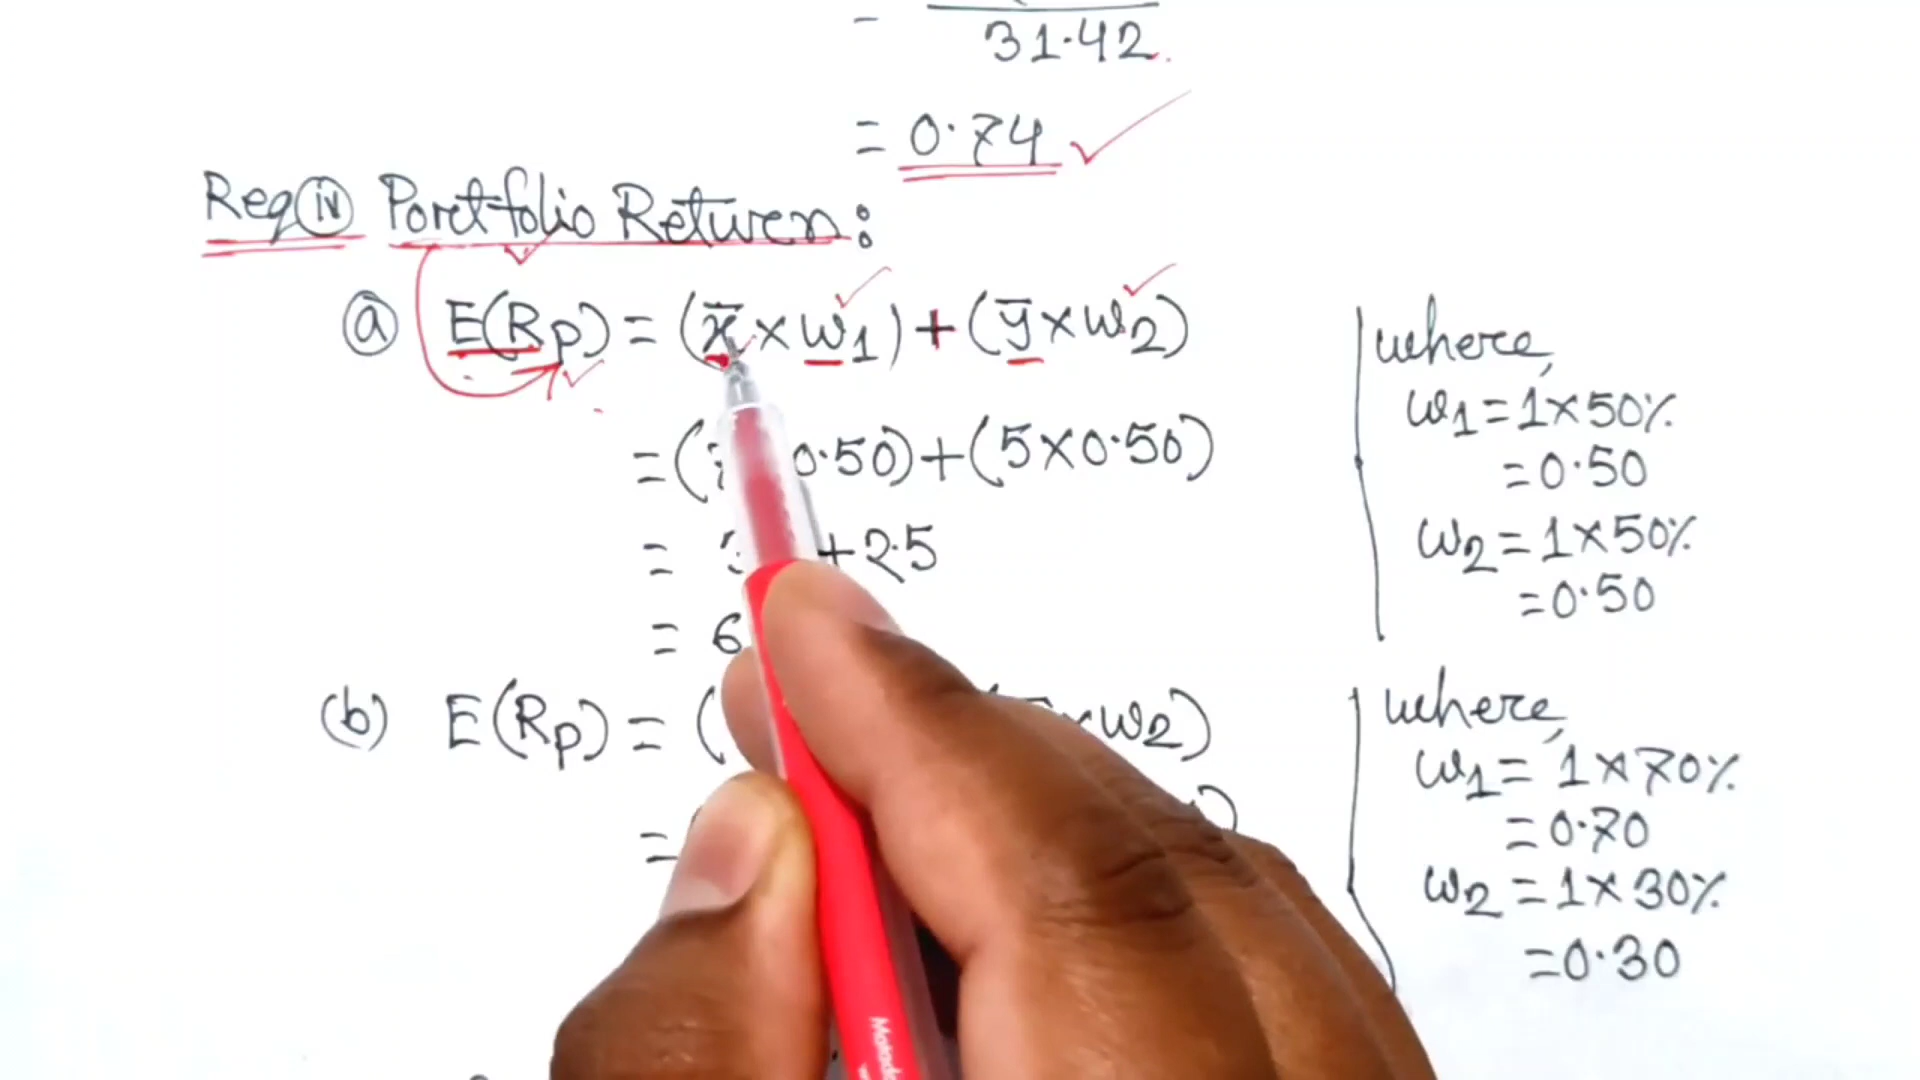 31.42
= 0.74
Req (iv) Portfolio Return:
(a) E(Rp) = (x̄ × w1) + (ȳ × w2)
= ( 0.50) + (5 × 0.50)
= + 2.5
= 6
where,
w1 = 1 × 50%
= 0.50
w2 = 1 × 50%
= 0.50
(b) E(Rp) = ( × w2)
= )
where,
w1 = 1 × 70%
= 0.70
w2 = 1 × 30%
= 0.30